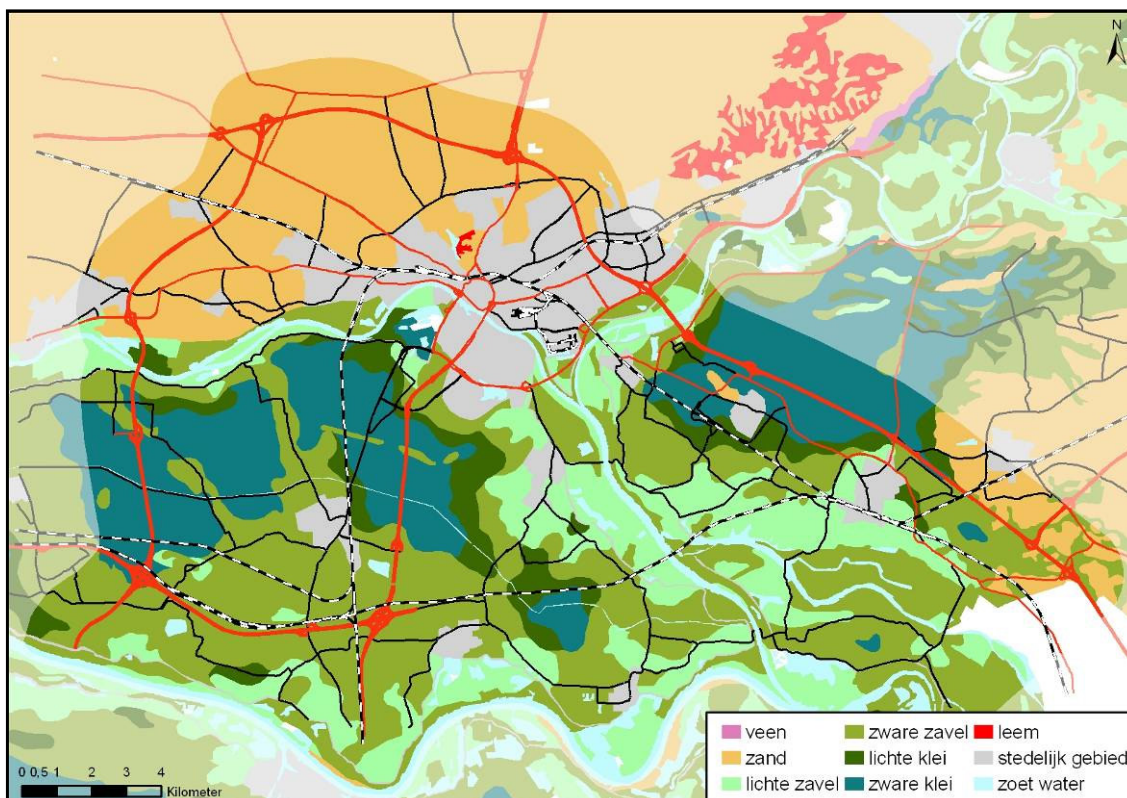 N
veen
zand
lichte zavel
zware zavel
lichte klei
zware klei
leem
stedelijk gebied
zoet water
0 0,5 1 2 3 4
Kilometer